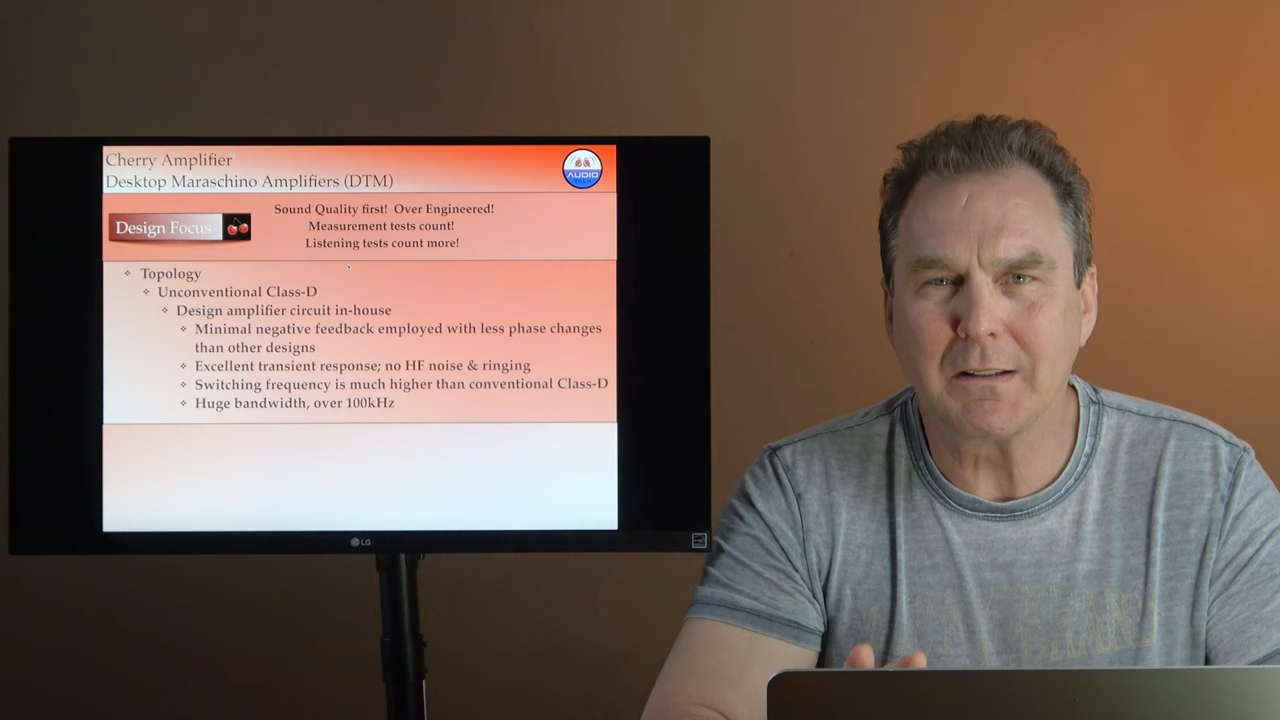 Cherry Amplifier
Desktop Maraschino Amplifiers (DTM)
AUDIO
Design Focus
Sound Quality first! Over Engineered!
Measurement tests count!
Listening tests count more!
Topology
Unconventional Class-D
Design amplifier circuit in-house
Minimal negative feedback employed with less phase changes
than other designs
Excellent transient response; no HF noise & ringing
Switching frequency is much higher than conventional Class-D
Huge bandwidth, over 100kHz
LG